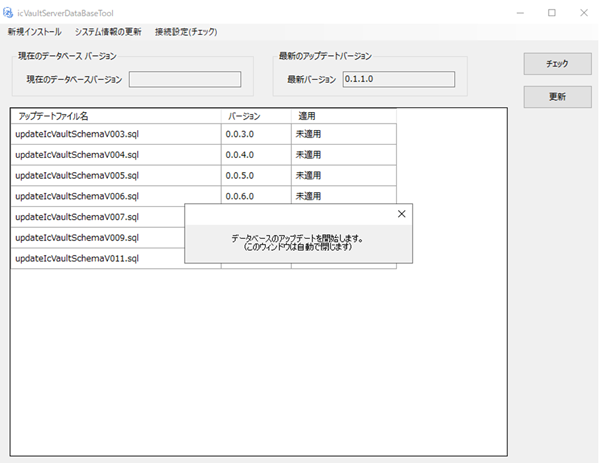 icVaultServerDataBaseTool
新規インストール システム情報の更新 接続設定(チェック)
現在のデータベース バージョン
最新のアップデートバージョン
チェック
現在のデータベースバージョン
最新バージョン 0.1.1.0
更新
アップデートファイル名 バージョン 適用
updateIcVaultSchemaV003.sql 0.0.3.0 未適用
updateIcVaultSchemaV004.sql 0.0.4.0 未適用
updateIcVaultSchemaV005.sql 0.0.5.0 未適用
updateIcVaultSchemaV006.sql 0.0.6.0 未適用
updateIcVaultSchemaV007.sql
updateIcVaultSchemaV009.sql
updateIcVaultSchemaV011.sql
データベースのアップデートを開始します。
(このウィンドウは自動で閉じます)